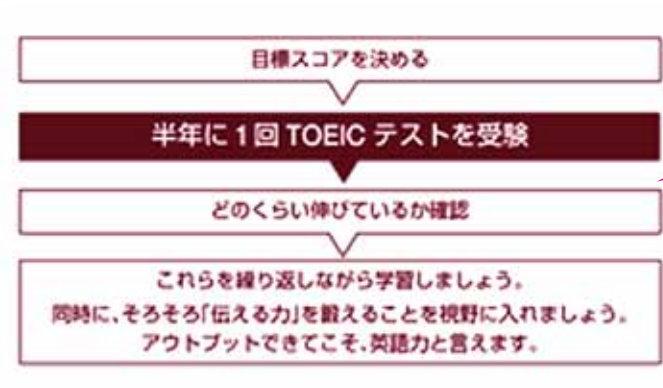 目標スコアを決める
半年に1回 TOEIC テストを受験
どのくらい伸びているか確認
これらを繰り返しながら学習しましょう。
同時に、そろそろ「伝える力」を鍛えることを視野に入れましょう。
アウトプットできてこそ、英語力と言えます。